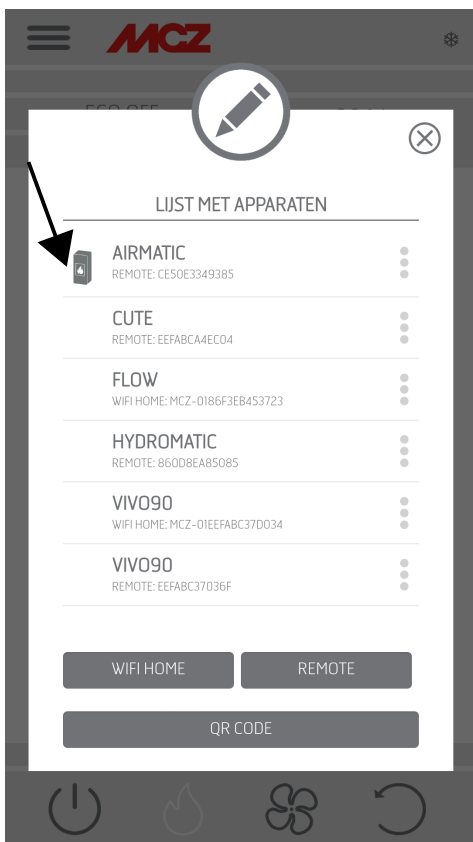 MCZ
LIJST MET APPARATEN
AIRMATIC
REMOTE: CE50E3349385
CUTE
REMOTE: EEFABCA4EC04
FLOW
WIFI HOME: MCZ-0186F3EB453723
HYDROMATIC
REMOTE: 860D8EA85085
VIVO90
WIFI HOME: MCZ-01EEFABC37D034
VIVO90
REMOTE: EEFABC37036F
WIFI HOME
REMOTE
QR CODE